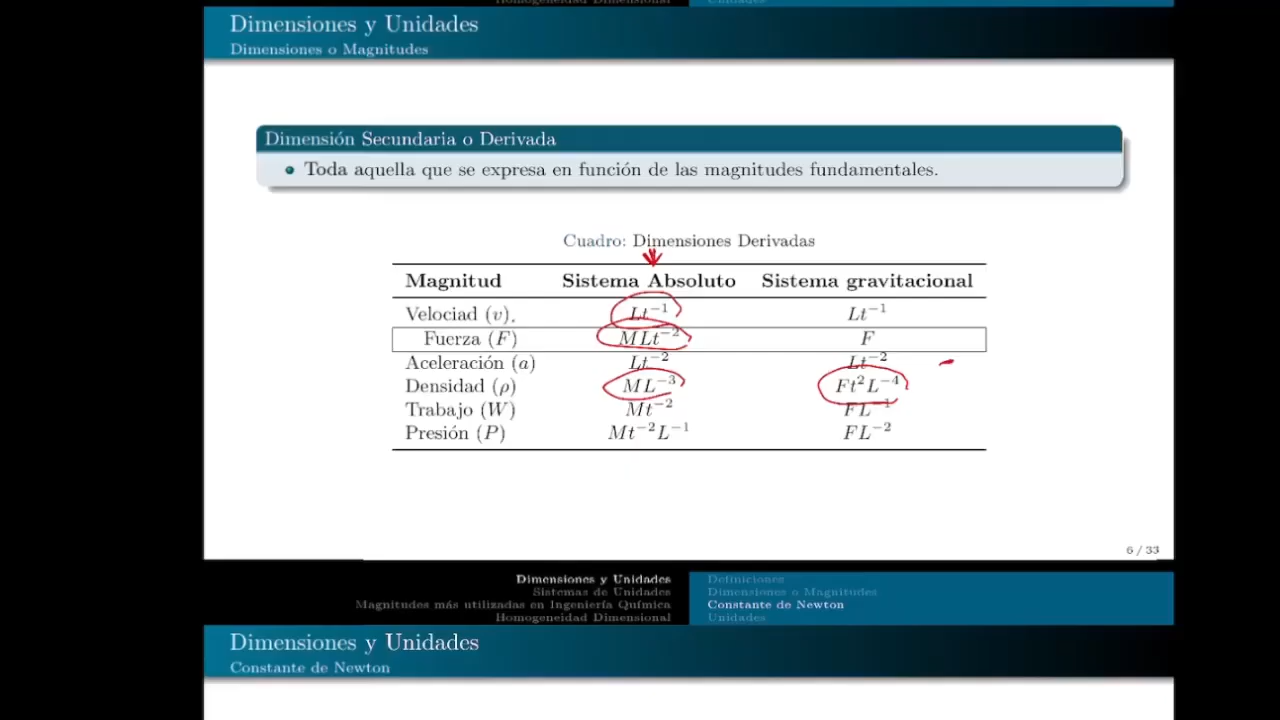 Homogeneidad Dimensional
Unidades
Dimensiones y Unidades
Dimensiones o Magnitudes
Dimensión Secundaria o Derivada
Toda aquella que se expresa en función de las magnitudes fundamentales.
Cuadro: Dimensiones Derivadas
Magnitud Sistema Absoluto Sistema gravitacional
Velociad (v). Lt⁻¹ Lt⁻¹
Fuerza (F) MLt⁻² F
Aceleración (a) Lt⁻² Lt⁻²
Densidad (ρ) ML⁻³ Ft²L⁻⁴
Trabajo (W) Mt⁻² FL⁻¹
Presión (P) Mt⁻²L⁻¹ FL⁻²
6 / 33
Dimensiones y Unidades
Sistemas de Unidades
Magnitudes más utilizadas en Ingeniería Química
Homogeneidad Dimensional
Definiciones
Dimensiones o Magnitudes
Constante de Newton
Unidades
Dimensiones y Unidades
Constante de Newton